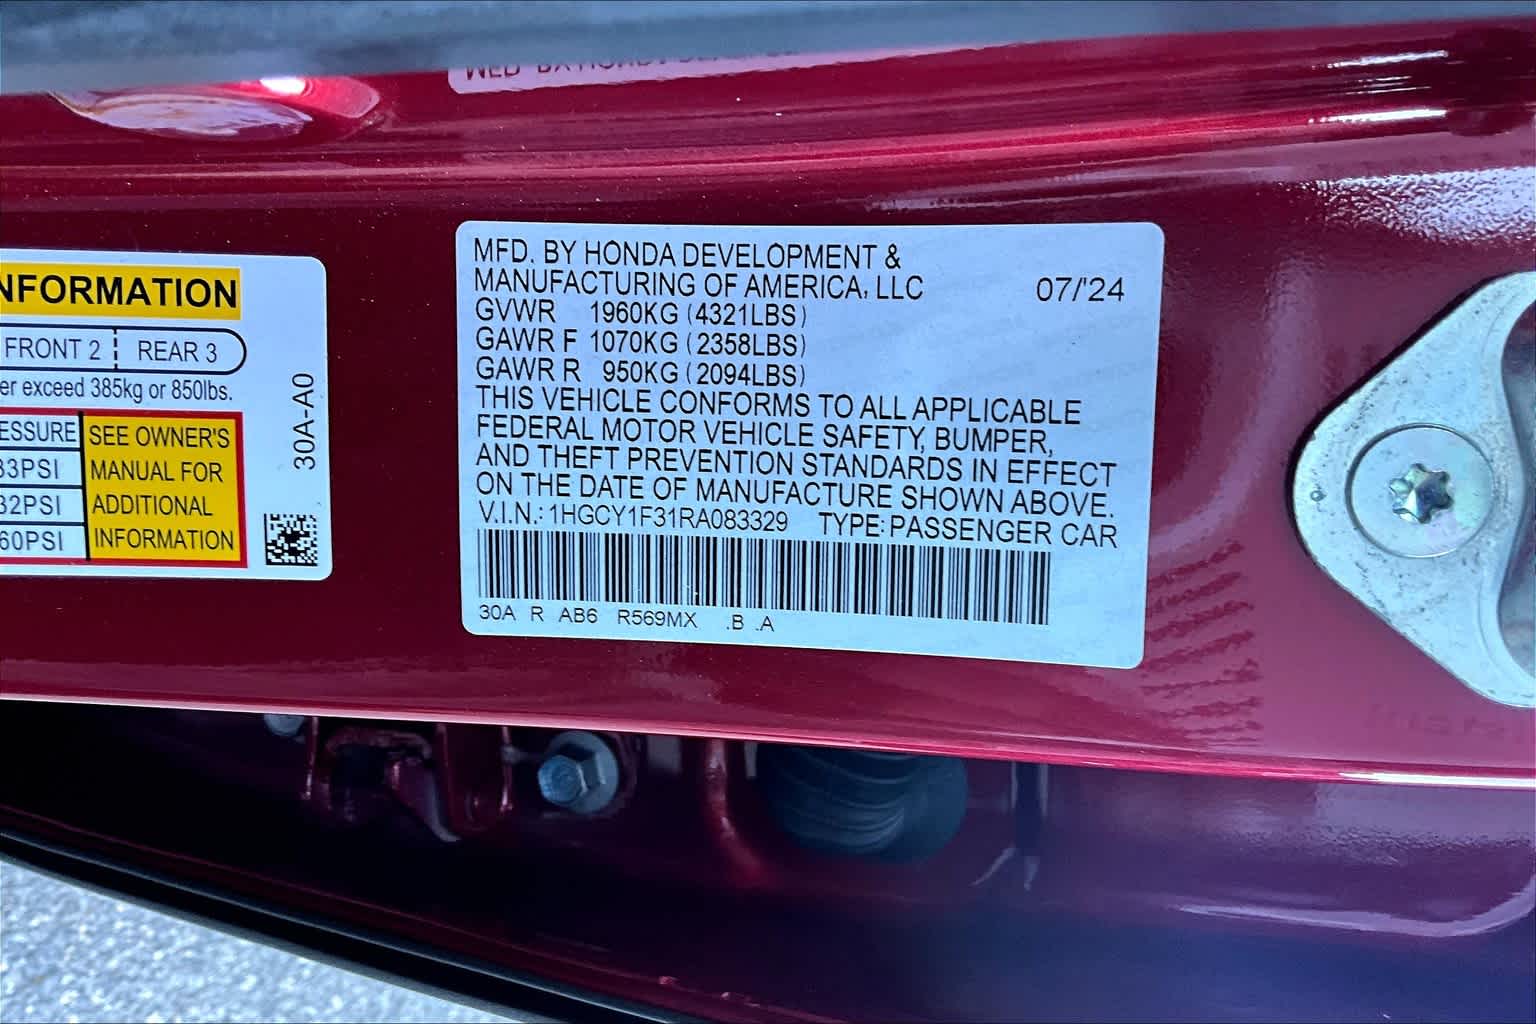 NFORMATION
FRONT 2 REAR 3
er exceed 385kg or 850lbs.
ESSURE
33PSI
32PSI
60PSI
SEE OWNER'S
MANUAL FOR
ADDITIONAL
INFORMATION
30A-A0
MFD. BY HONDA DEVELOPMENT &
MANUFACTURING OF AMERICA, LLC 07/'24
GVWR 1960KG (4321LBS)
GAWR F 1070KG (2358LBS)
GAWR R 950KG (2094LBS)
THIS VEHICLE CONFORMS TO ALL APPLICABLE
FEDERAL MOTOR VEHICLE SAFETY, BUMPER,
AND THEFT PREVENTION STANDARDS IN EFFECT
ON THE DATE OF MANUFACTURE SHOWN ABOVE.
V.I.N.: 1HGCY1F31RA083329 TYPE: PASSENGER CAR
30A R AB6 R569MX .B .A